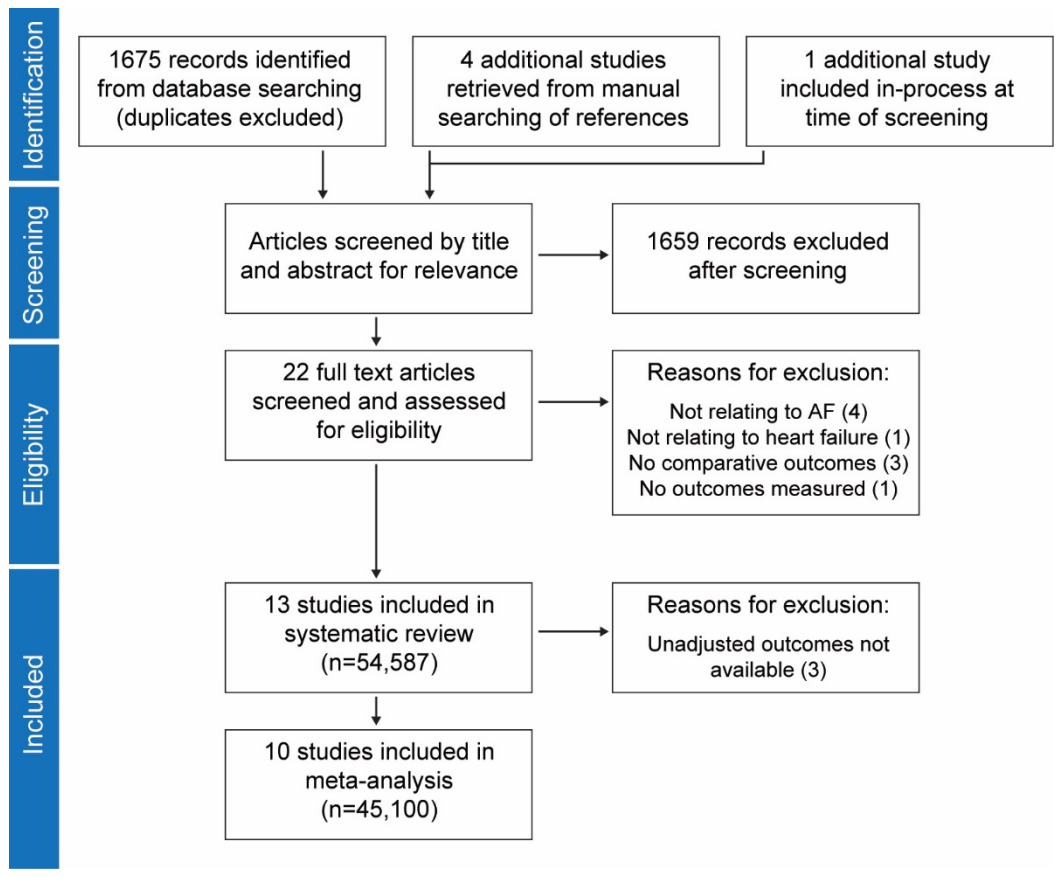 Identification
1675 records identified
from database searching
(duplicates excluded)
4 additional studies
retrieved from manual
searching of references
1 additional study
included in-process at
time of screening
Screening
Articles screened by title
and abstract for relevance
1659 records excluded
after screening
Eligibility
22 full text articles
screened and assessed
for eligibility
Reasons for exclusion:
Not relating to AF (4)
Not relating to heart failure (1)
No comparative outcomes (3)
No outcomes measured (1)
Included
13 studies included in
systematic review
(n=54,587)
Reasons for exclusion:
Unadjusted outcomes not
available (3)
10 studies included in
meta-analysis
(n=45,100)